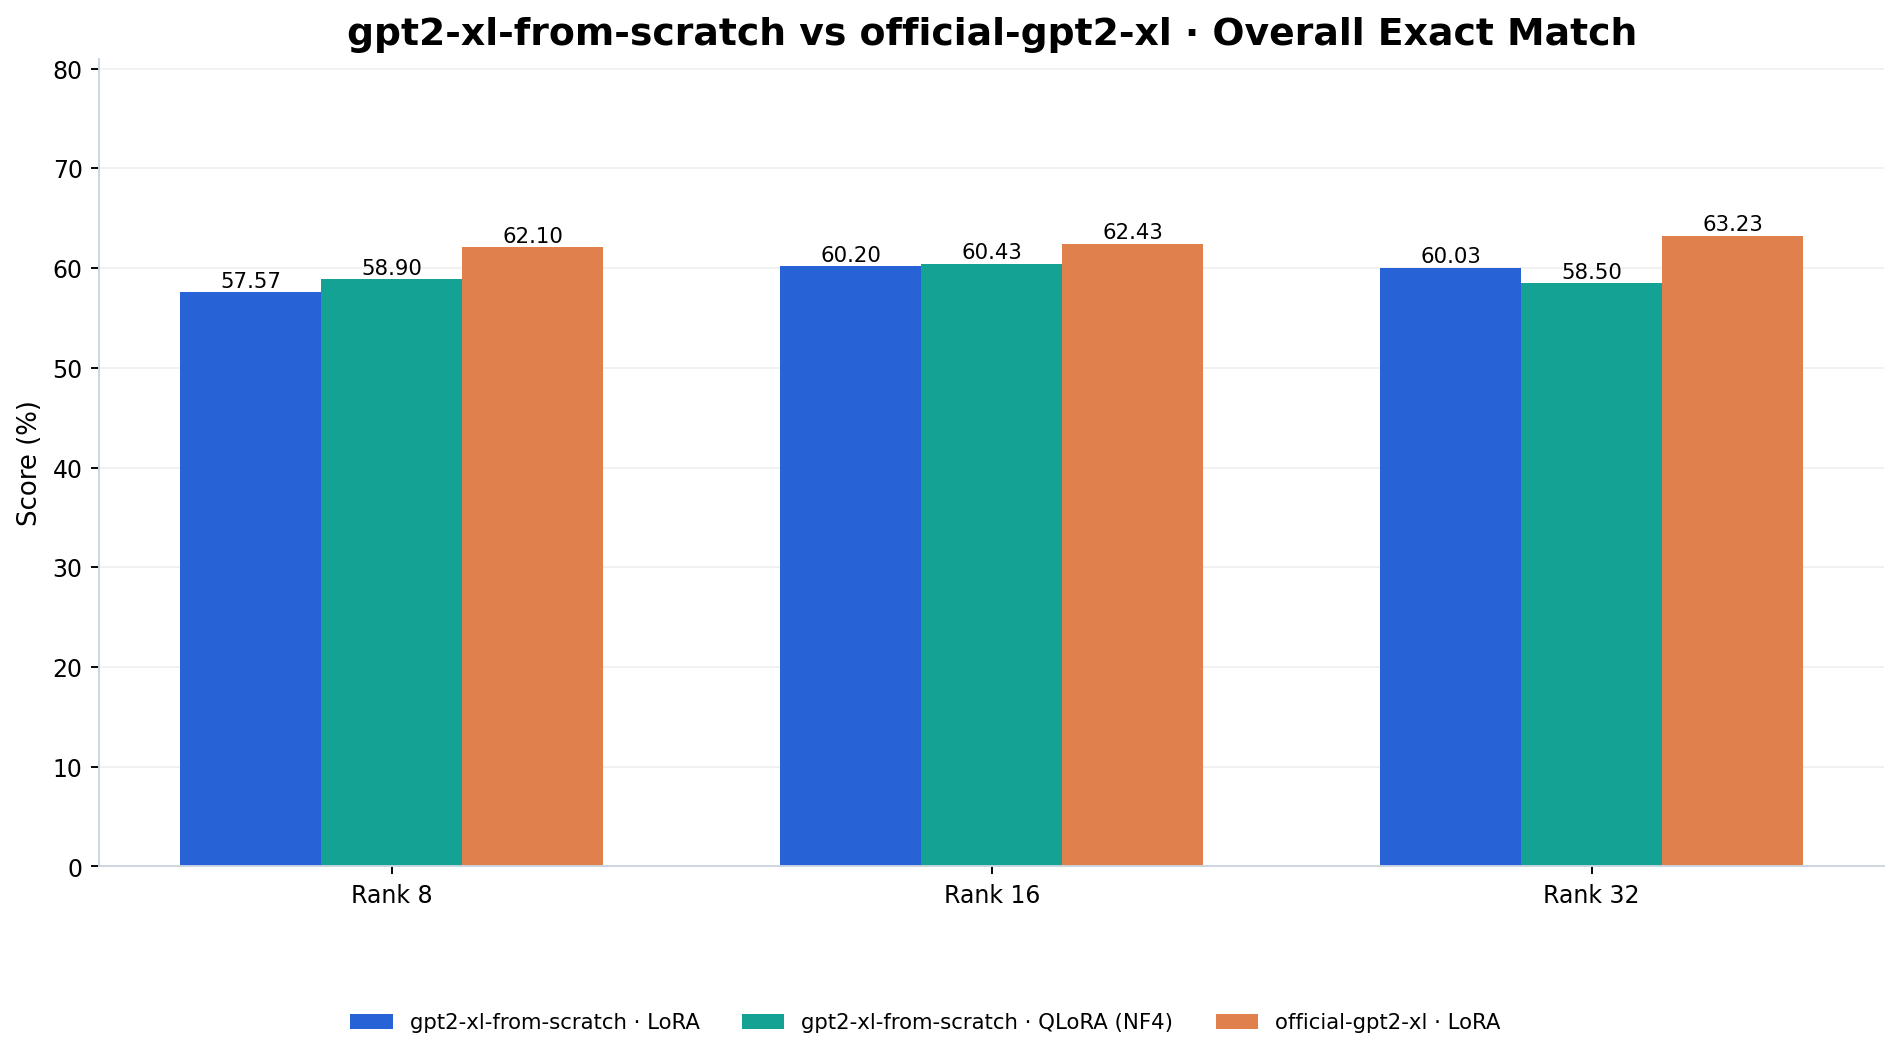 gpt2-xl-from-scratch vs official-gpt2-xl · Overall Exact Match
Score (%)
80
70
60
50
40
30
20
10
0
57.57
58.90
62.10
60.20
60.43
62.43
60.03
58.50
63.23
Rank 8
Rank 16
Rank 32
gpt2-xl-from-scratch · LoRA
gpt2-xl-from-scratch · QLoRA (NF4)
official-gpt2-xl · LoRA